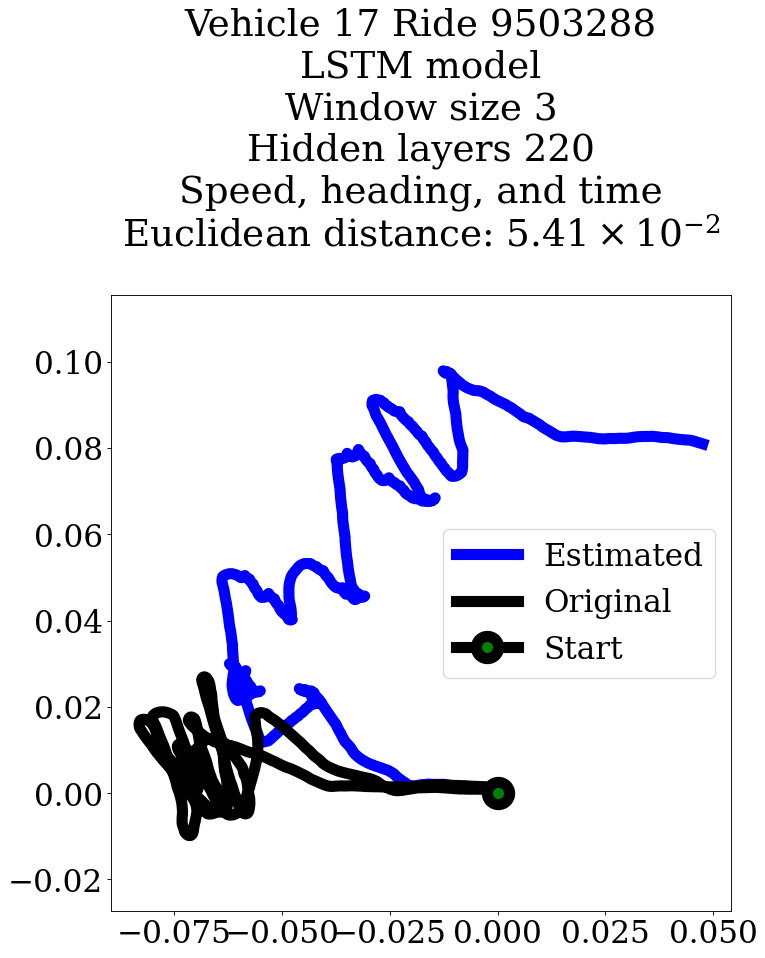 Vehicle 17 Ride 9503288
LSTM model
Window size 3
Hidden layers 220
Speed, heading, and time
Euclidean distance: 5.41 × 10⁻²
0.10
0.08
0.06
0.04
0.02
0.00
−0.02
Estimated
Original
Start
−0.075 −0.050 −0.025 0.000 0.025 0.050